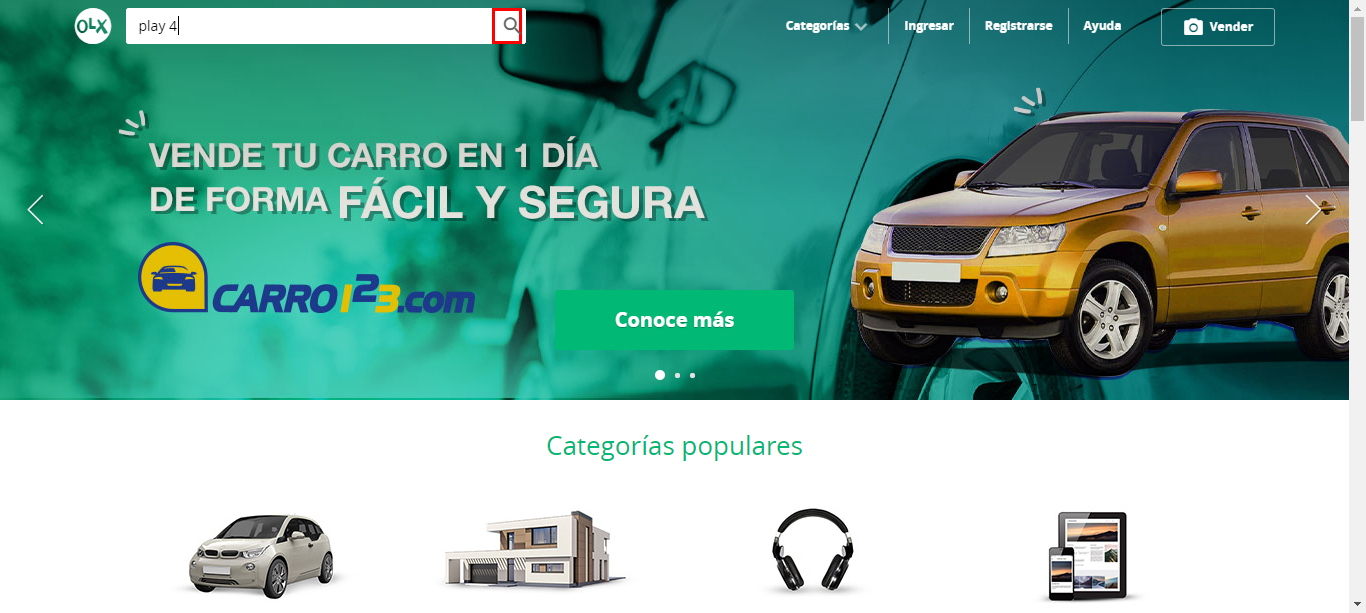 OLX
play 4
Categorías
Ingresar
Registrarse
Ayuda
Vender
VENDE TU CARRO EN 1 DÍA
DE FORMA FÁCIL Y SEGURA
CARRO123.com
Conoce más
Categorías populares